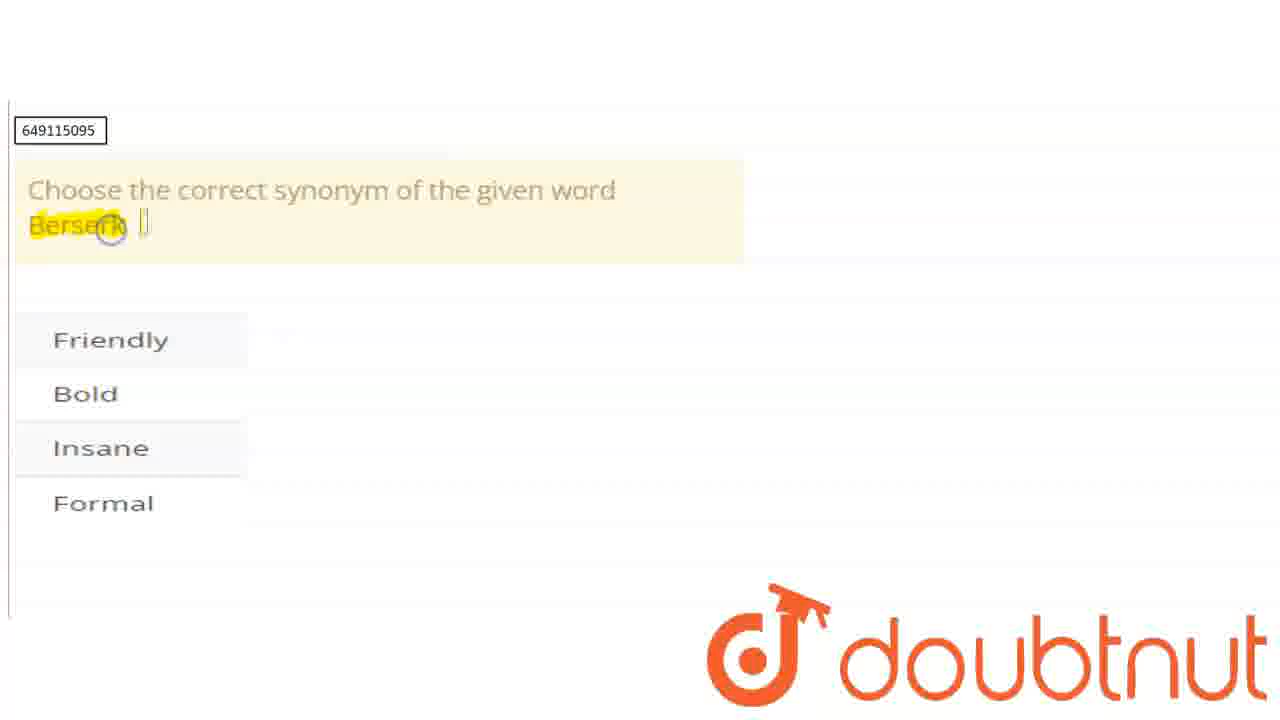 649115095
Choose the correct synonym of the given word
Berserk
Friendly
Bold
Insane
Formal
doubtnut